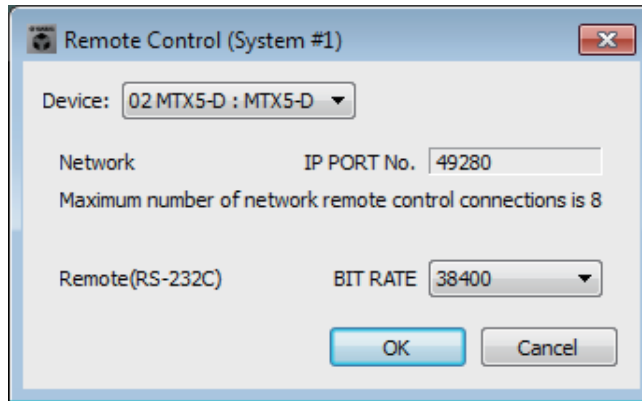 Remote Control (System #1)
Device: 02 MTX5-D : MTX5-D
Network IP PORT No. 49280
Maximum number of network remote control connections is 8
Remote(RS-232C) BIT RATE 38400
OK Cancel